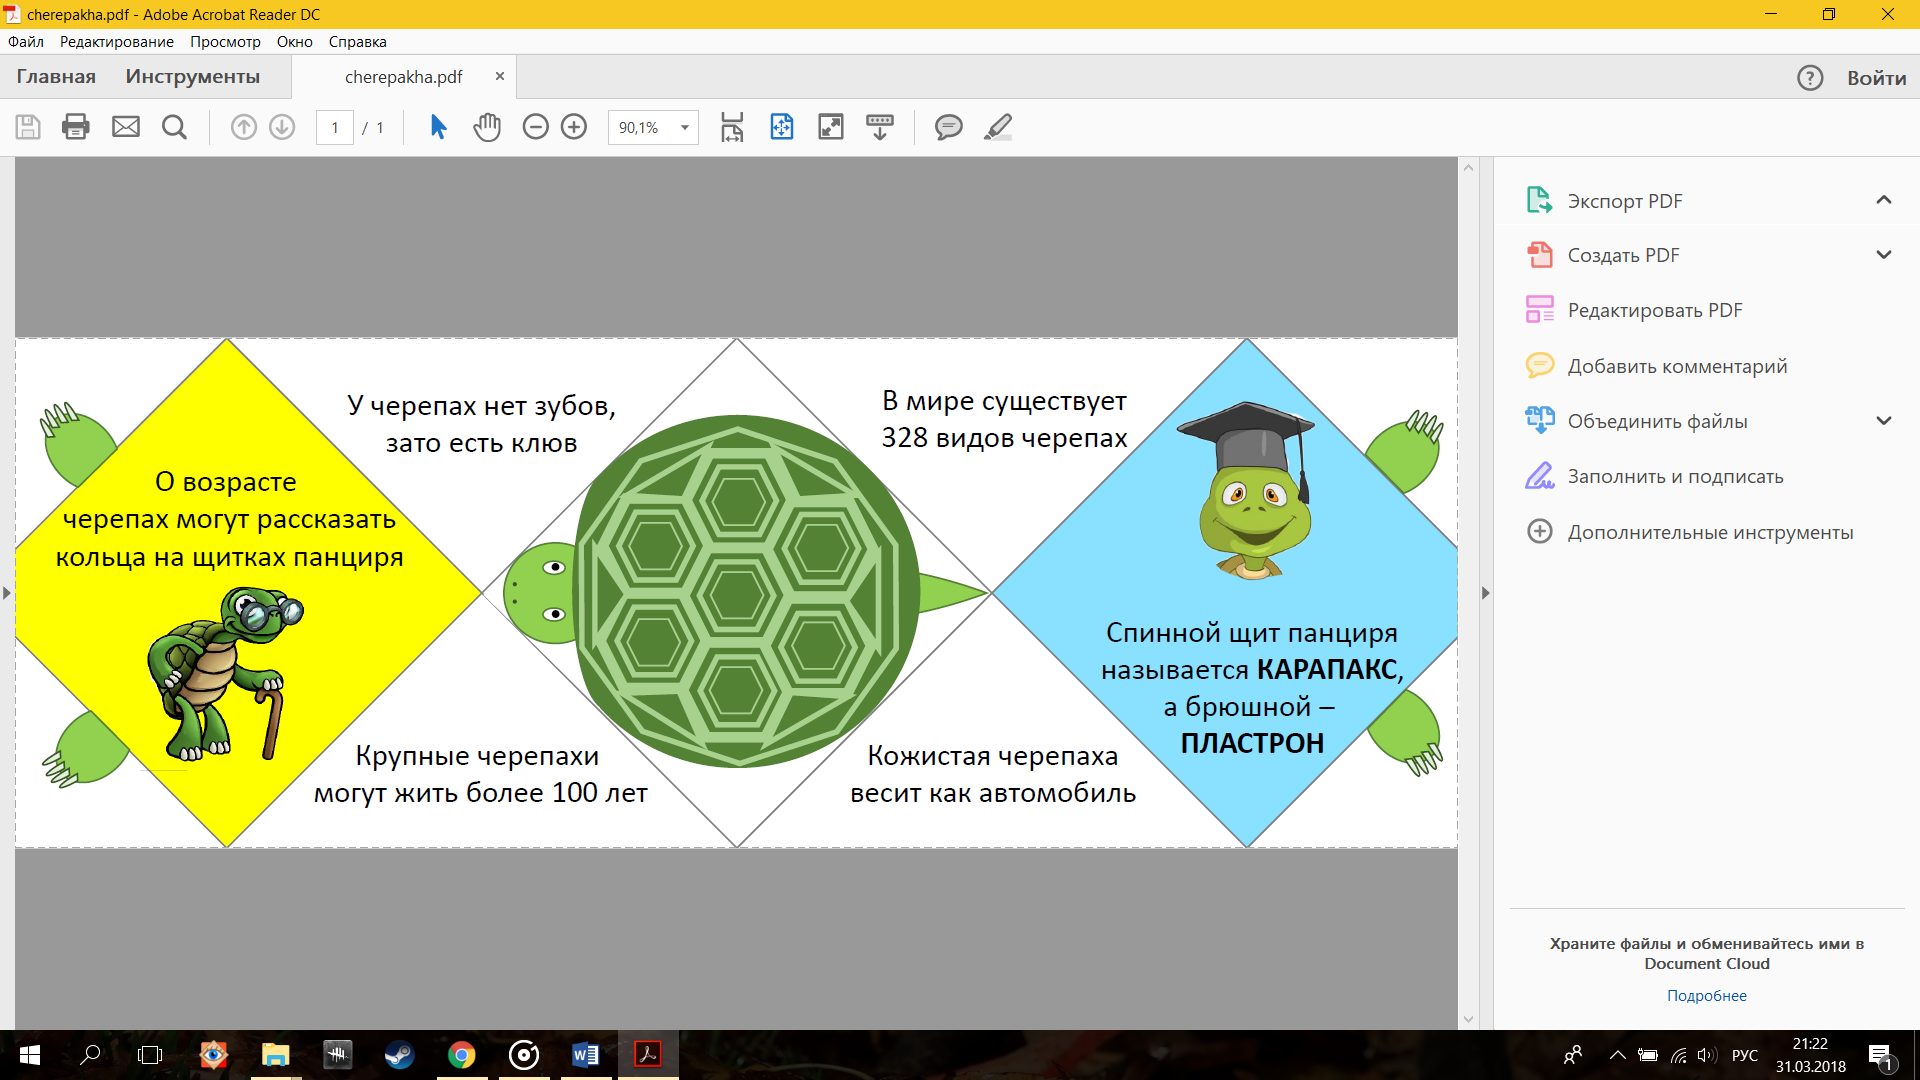 cherepakha.pdf - Adobe Acrobat Reader DC
Файл Редактирование Просмотр Окно Справка
Главная Инструменты cherepakha.pdf Войти
1 / 1 90,1%
О возрасте
черепах могут рассказать
кольца на щитках панциря
У черепах нет зубов,
зато есть клюв
Крупные черепахи
могут жить более 100 лет
В мире существует
328 видов черепах
Кожистая черепаха
весит как автомобиль
Спинной щит панциря
называется КАРАПАКС,
а брюшной –
ПЛАСТРОН
Экспорт PDF
Создать PDF
Редактировать PDF
Добавить комментарий
Объединить файлы
Заполнить и подписать
Дополнительные инструменты
Храните файлы и обменивайтесь ими в
Document Cloud
Подробнее
РУС
21:22
31.03.2018
1